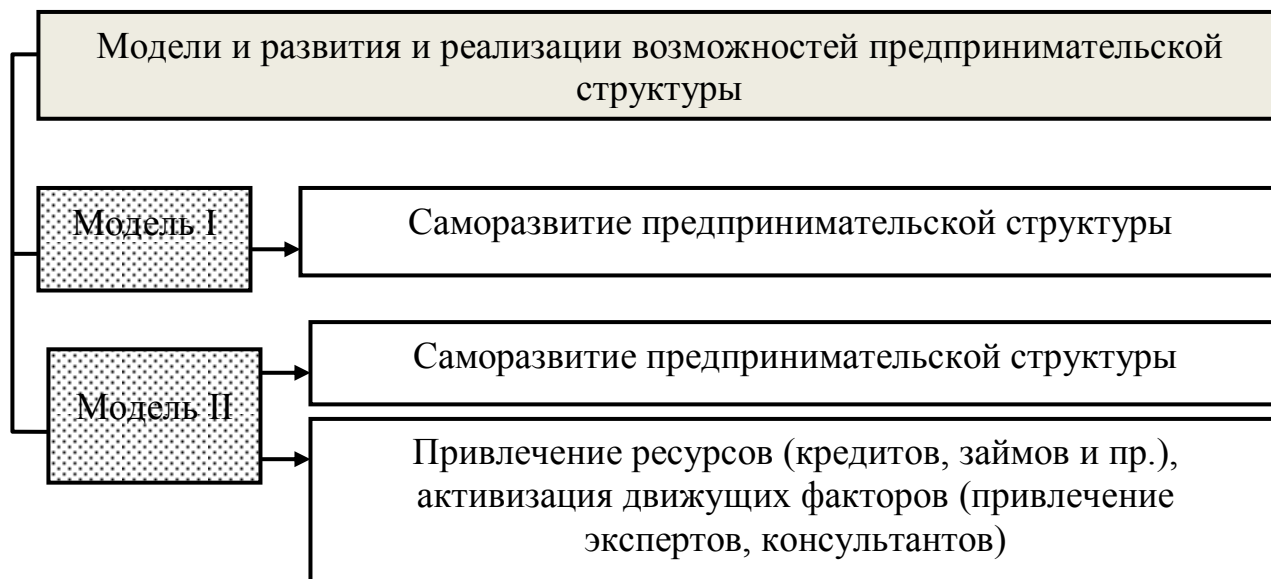 Модели и развития и реализации возможностей предпринимательской
структуры
Модель I
Саморазвитие предпринимательской структуры
Модель II
Саморазвитие предпринимательской структуры
Привлечение ресурсов (кредитов, займов и пр.),
активизация движущих факторов (привлечение
экспертов, консультантов)